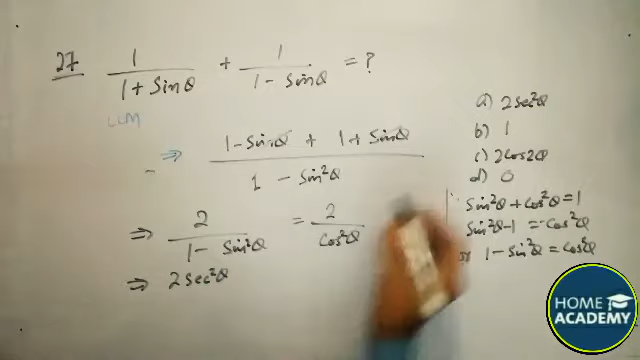 27 1/(1 + Sinθ) + 1/(1 - Sinθ) = ?
LCM
⇒ (1 - Sinθ + 1 + Sinθ)/(1 - Sin²θ)
⇒ 2/(1 - Sin²θ) = 2/Cos²θ
⇒ 2 Sec²θ
a) 2Sec²θ
b) 1
c) 2Cos2θ
d) 0
Sin²θ + Cos²θ = 1
Sin²θ - 1 = -Cos²θ
or 1 - Sin²θ = Cos²θ
HOME
ACADEMY